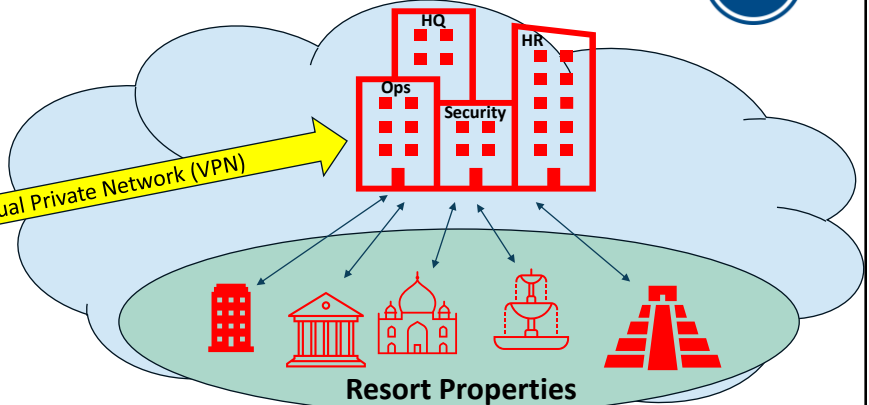 HQ
HR
Ops
Security
ual Private Network (VPN)
Resort Properties